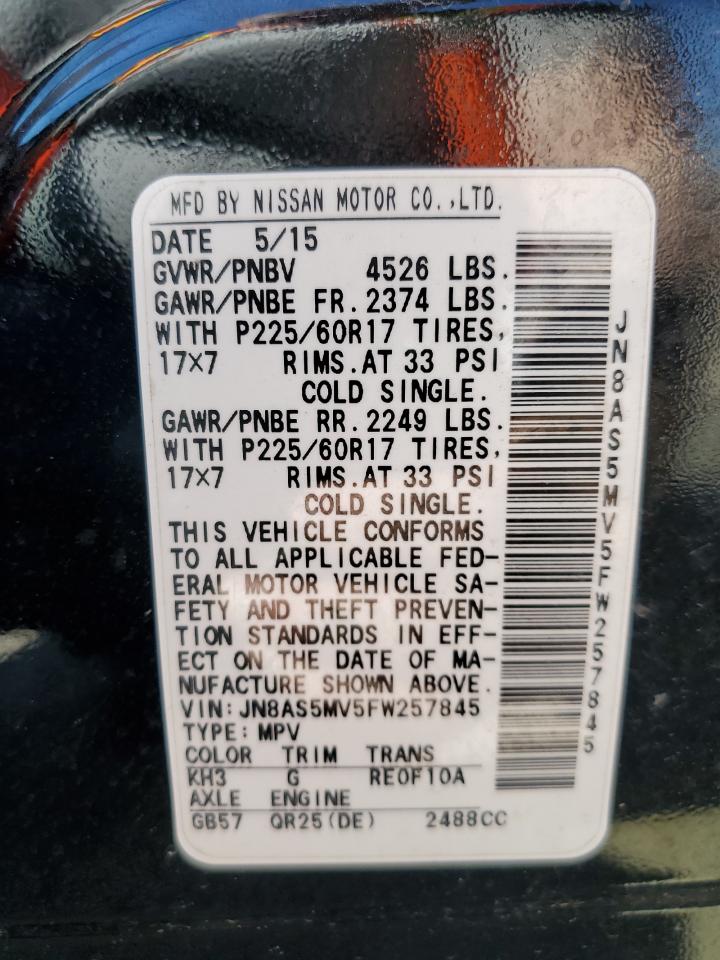 MFD BY NISSAN MOTOR CO.,LTD.
DATE 5/15
GVWR/PNBV 4526 LBS.
GAWR/PNBE FR.2374 LBS.
WITH P225/60R17 TIRES,
17×7 RIMS.AT 33 PSI
COLD SINGLE.
GAWR/PNBE RR.2249 LBS.
WITH P225/60R17 TIRES,
17×7 RIMS.AT 33 PSI
COLD SINGLE.
THIS VEHICLE CONFORMS
TO ALL APPLICABLE FED-
ERAL MOTOR VEHICLE SA-
FETY AND THEFT PREVEN-
TION STANDARDS IN EFF-
ECT ON THE DATE OF MA-
NUFACTURE SHOWN ABOVE.
VIN:JN8AS5MV5FW257845
TYPE:MPV
COLOR TRIM TRANS
KH3 G RE0F10A
AXLE ENGINE
GB57 QR25(DE) 2488CC
JN8AS5MV5FW257845